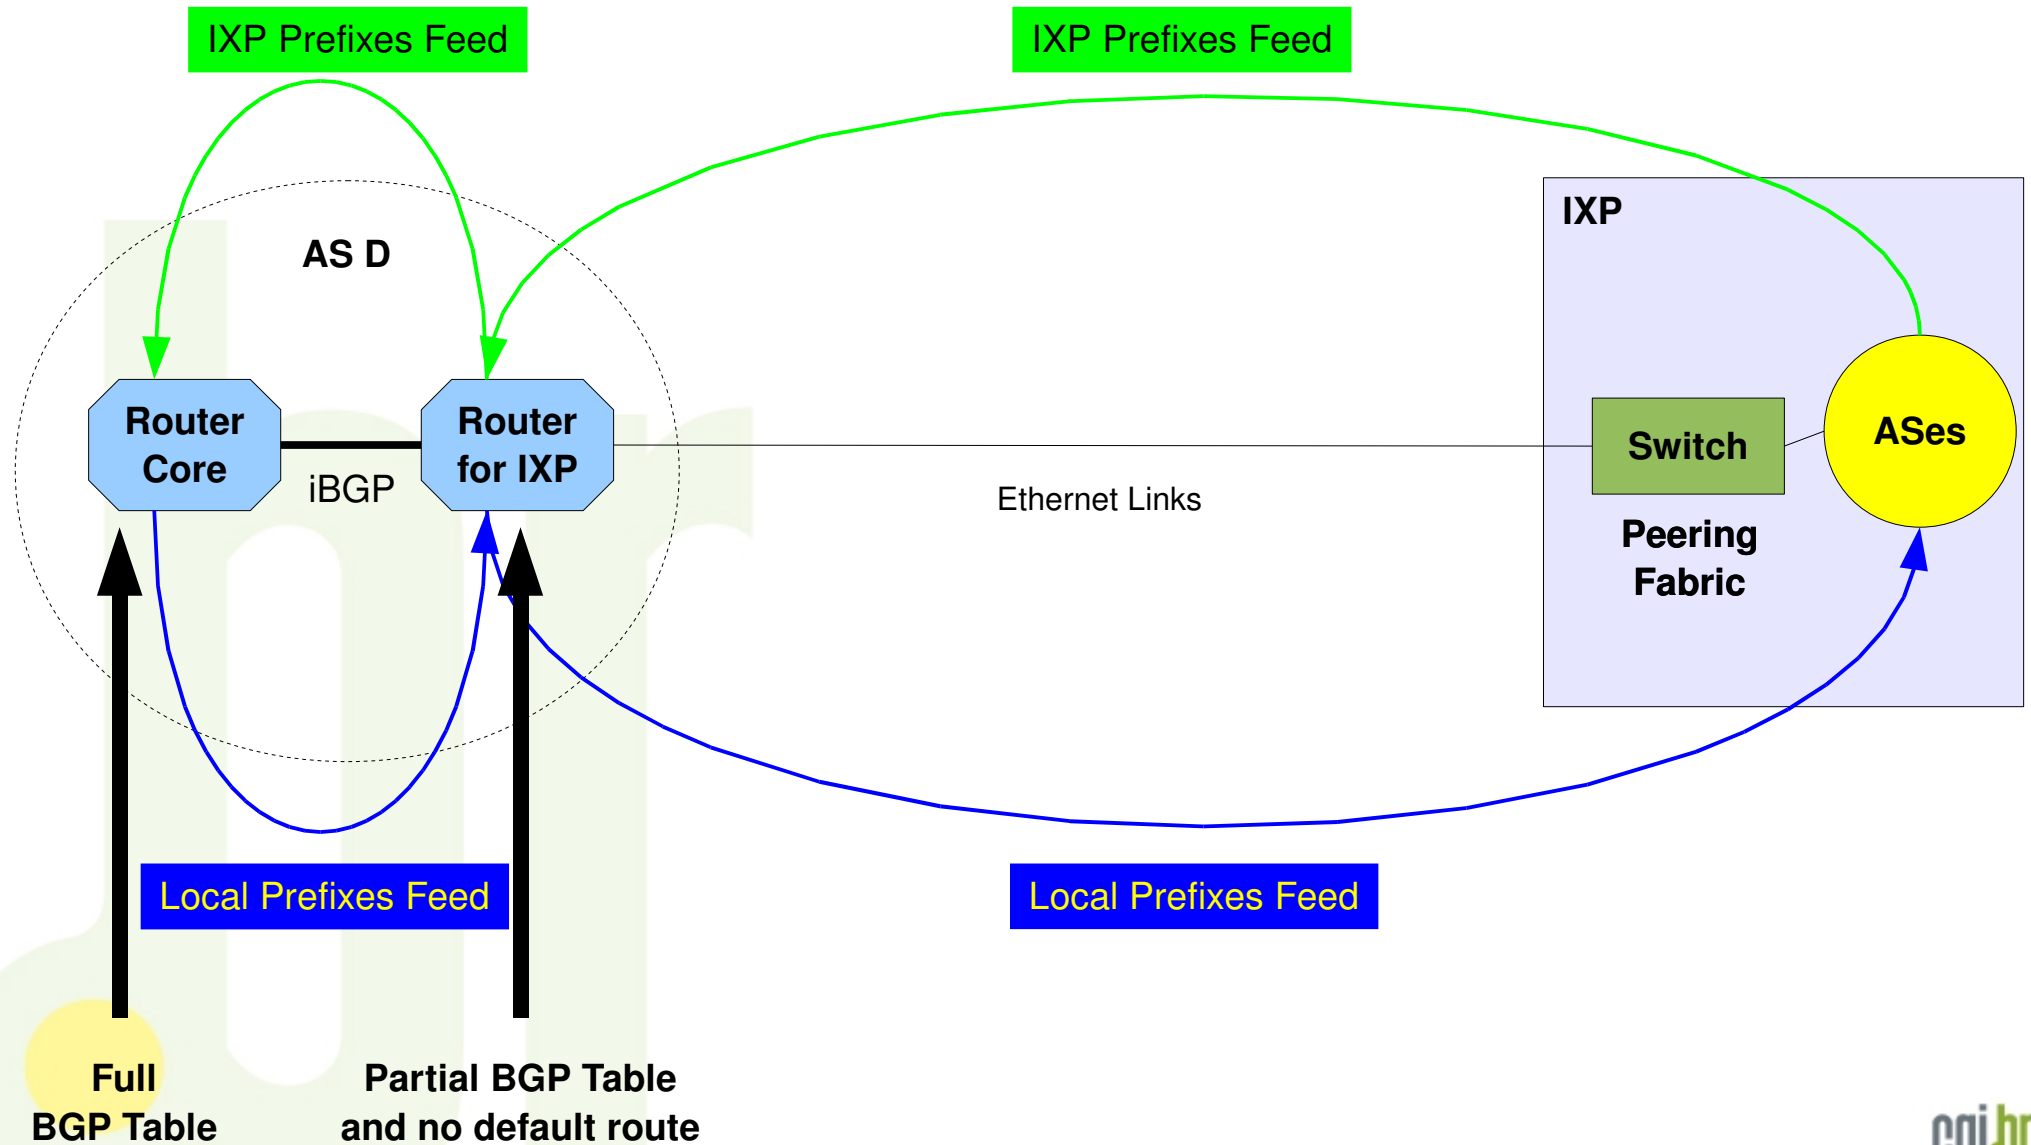 IXP Prefixes Feed
IXP Prefixes Feed
AS D
IXP
Router
Core
Router
for IXP
iBGP
Ethernet Links
Switch
ASes
Peering
Fabric
Local Prefixes Feed
Local Prefixes Feed
Full
BGP Table
Partial BGP Table
and no default route